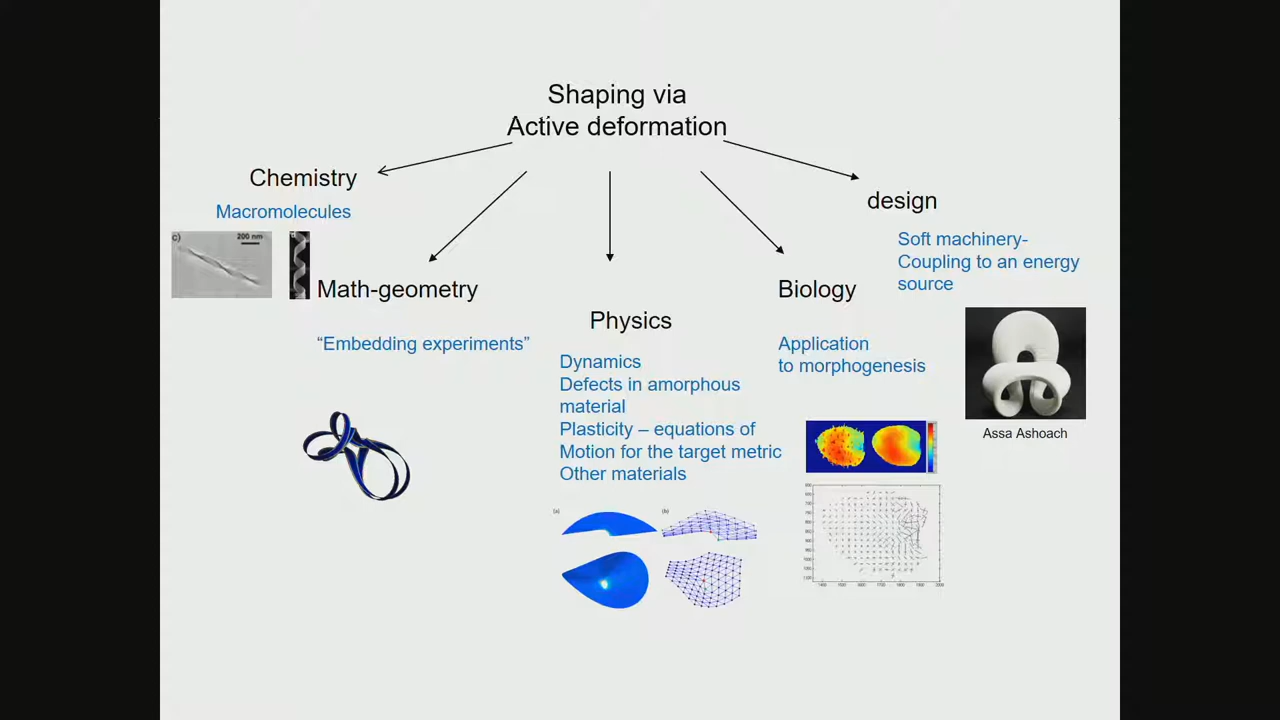 Shaping via
Active deformation
Chemistry
Macromolecules
c)
200 nm
Math-geometry
“Embedding experiments”
Physics
Dynamics
Defects in amorphous
material
Plasticity – equations of
Motion for the target metric
Other materials
(a)
(b)
Biology
Application
to morphogenesis
design
Soft machinery-
Coupling to an energy
source
Assa Ashoach